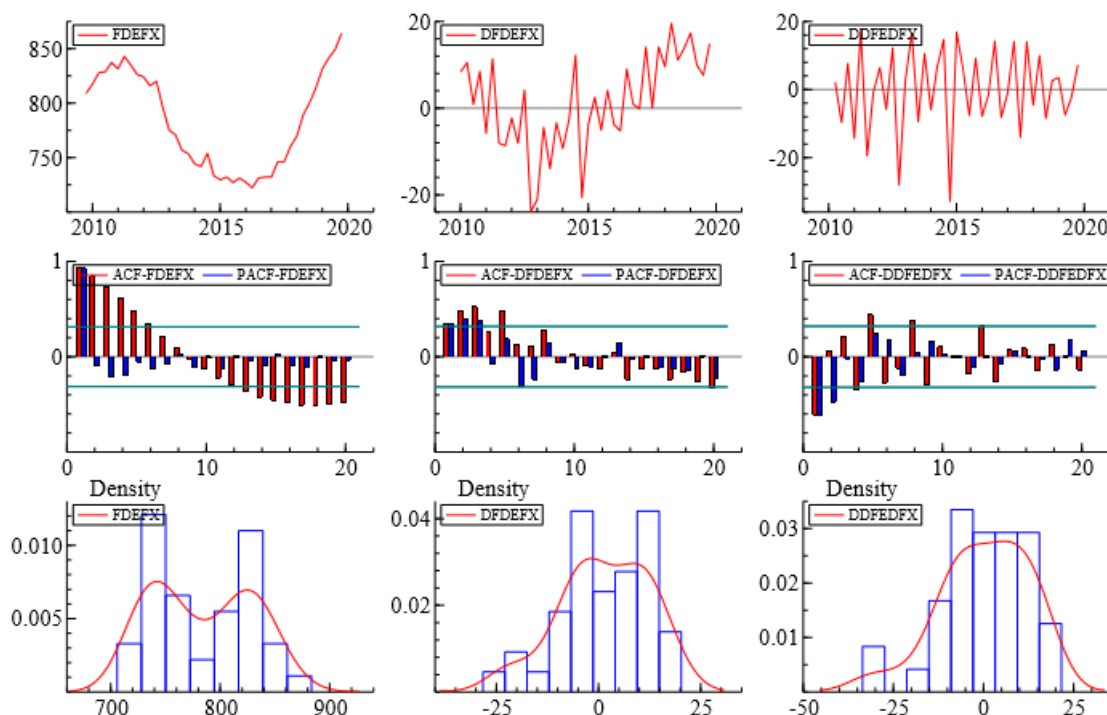 FDEFX
850
800
750
2010 2015 2020
DFDEFX
20
0
-20
2010 2015 2020
DDFEDFX
20
0
-20
2010 2015 2020
ACF-FDEFX PACF-FDEFX
1
0
0 10 20
ACF-DFDEFX PACF-DFDEFX
1
0
0 10 20
ACF-DDFEDFX PACF-DDFEDFX
1
0
0 10 20
Density
FDEFX
0.010
0.005
700 800 900
Density
DFDEFX
0.04
0.02
-25 0 25
Density
DDFEDFX
0.03
0.02
0.01
-50 -25 0 25